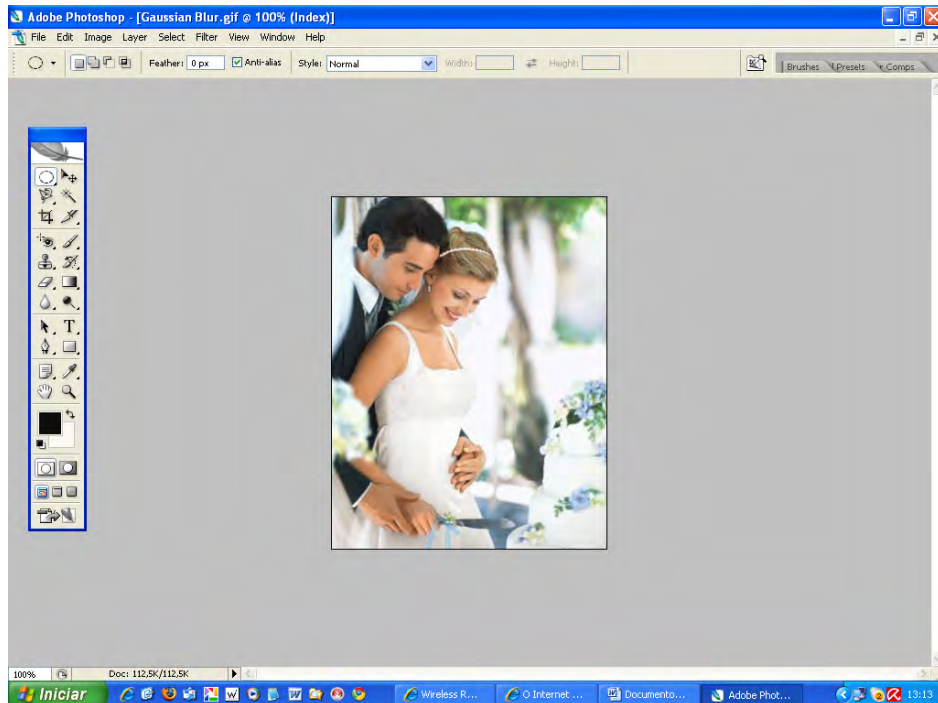 Adobe Photoshop - [Gaussian Blur.gif @ 100% (Index)]
File Edit Image Layer Select Filter View Window Help
Feather: 0 px Anti-alias Style: Normal Width: Height: Brushes Presets Comps
T
100% Doc: 112,5K/112,5K
Iniciar Wireless R... O Internet ... Documento... Adobe Phot... 13:13